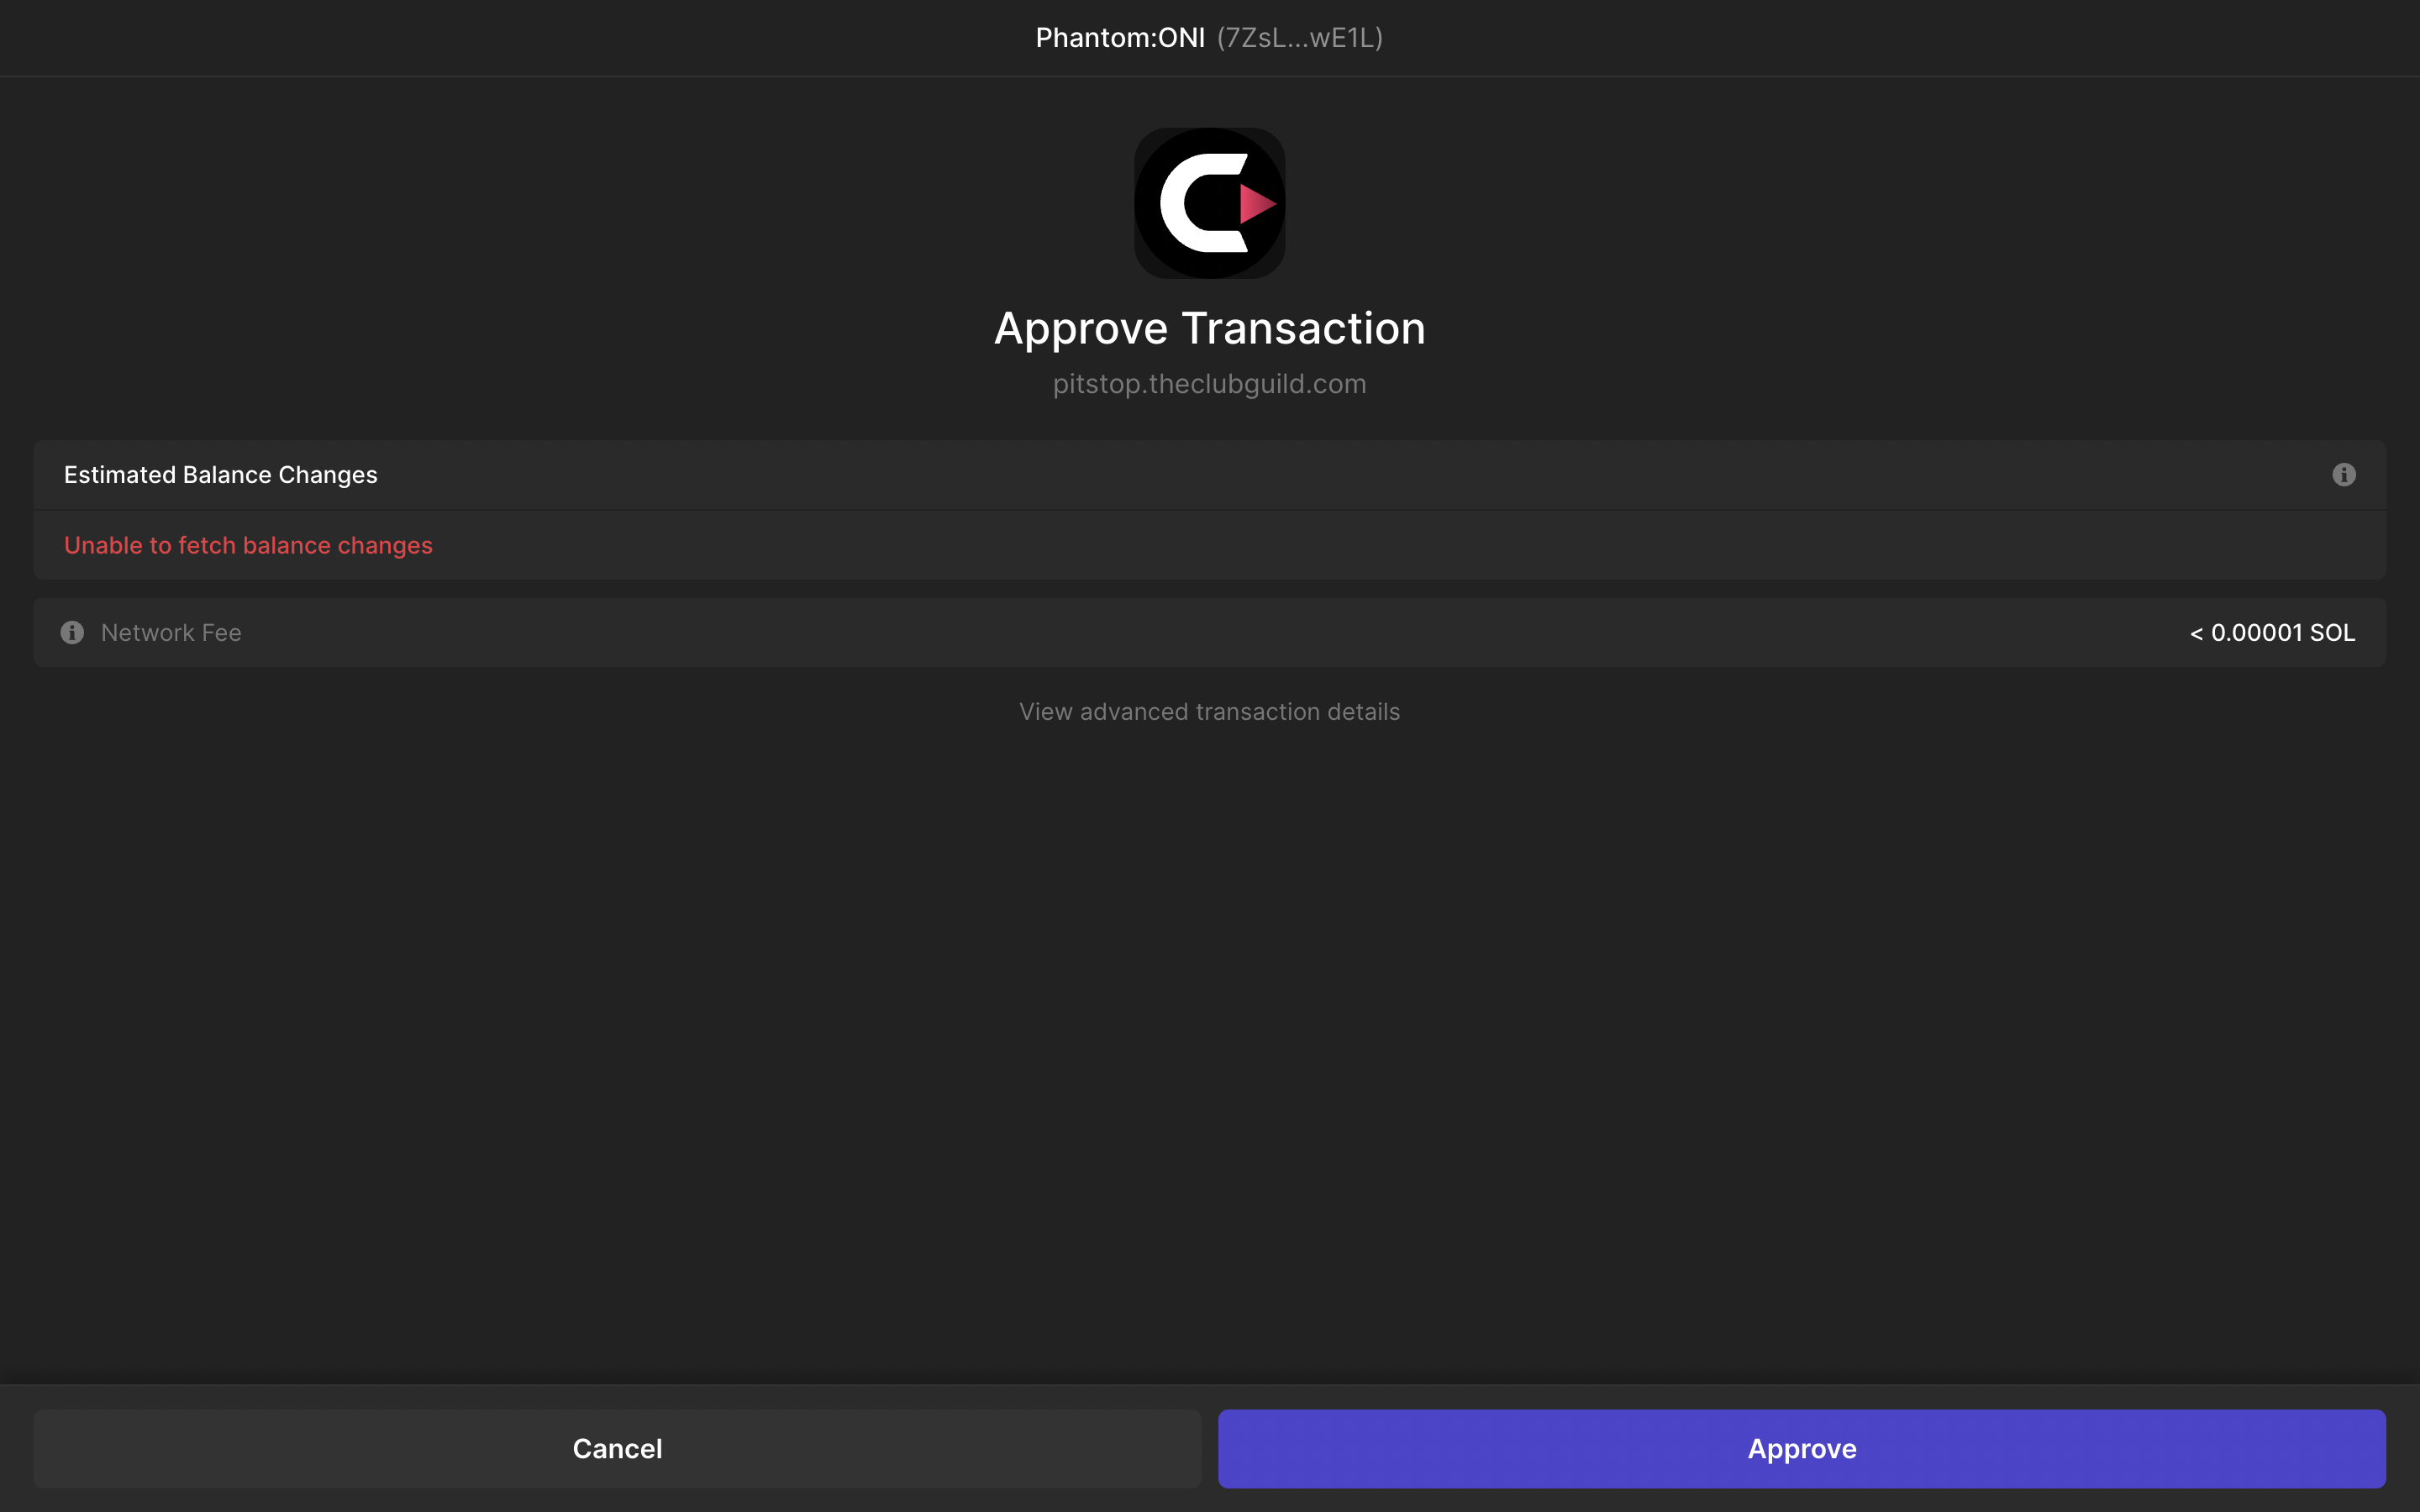 Phantom:ONI (7ZsL...wE1L)
Approve Transaction
pitstop.theclubguild.com
Estimated Balance Changes
Unable to fetch balance changes
Network Fee < 0.00001 SOL
View advanced transaction details
Cancel Approve